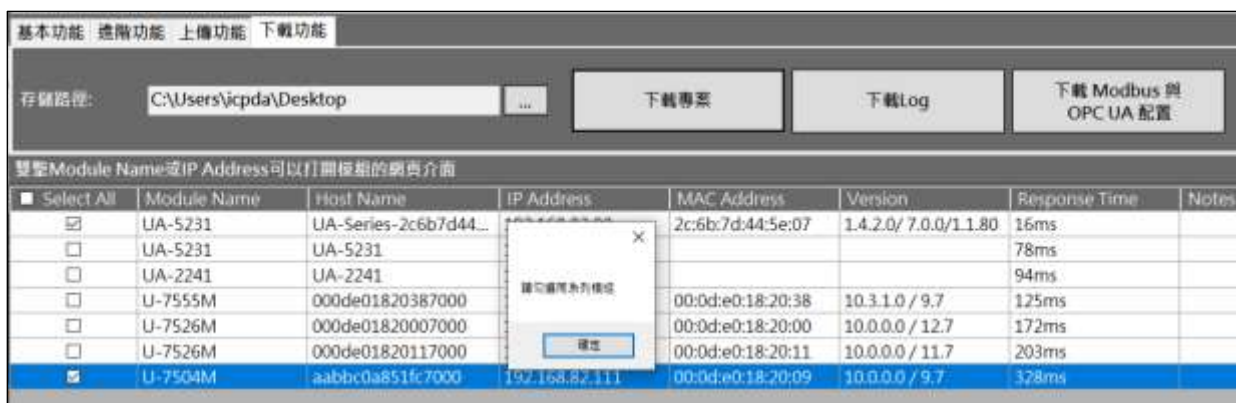 基本功能 進階功能 上傳功能 下載功能
存儲路徑: C:\Users\icpda\Desktop ... 下載專案 下載Log 下載 Modbus 與
OPC UA 配置
雙擊Module Name或IP Address可以打開模組的網頁介面
Select All Module Name Host Name IP Address MAC Address Version Response Time Notes
UA-5231 UA-Series-2c6b7d44... 2c:6b:7d:44:5e:07 1.4.2.0/ 7.0.0/1.1.80 16ms
UA-5231 UA-5231 78ms
UA-2241 UA-2241 94ms
U-7555M 000de01820387000 00:0d:e0:18:20:38 10.3.1.0 / 9.7 125ms
U-7526M 000de01820007000 00:0d:e0:18:20:00 10.0.0.0 / 12.7 172ms
U-7526M 000de01820117000 00:0d:e0:18:20:11 10.0.0.0 / 11.7 203ms
U-7504M aabbc0a851fc7000 192.168.82.111 00:0d:e0:18:20:09 10.0.0.0 / 9.7 328ms
確定